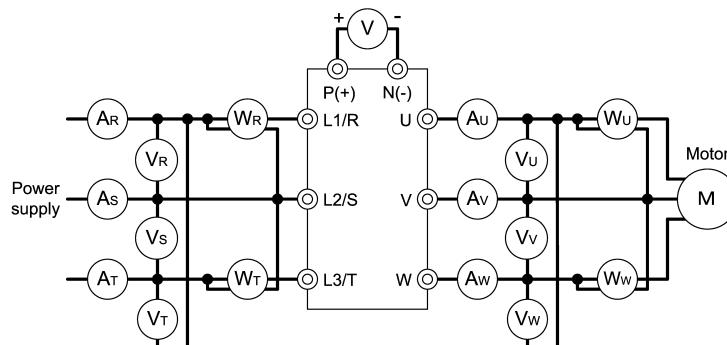 + V -
P(+) N(-)
AR WR L1/R U AU WU Motor
VR VU
Power supply
AS L2/S V AV M
VS VV
AT WT L3/T W AW WW
VT VW